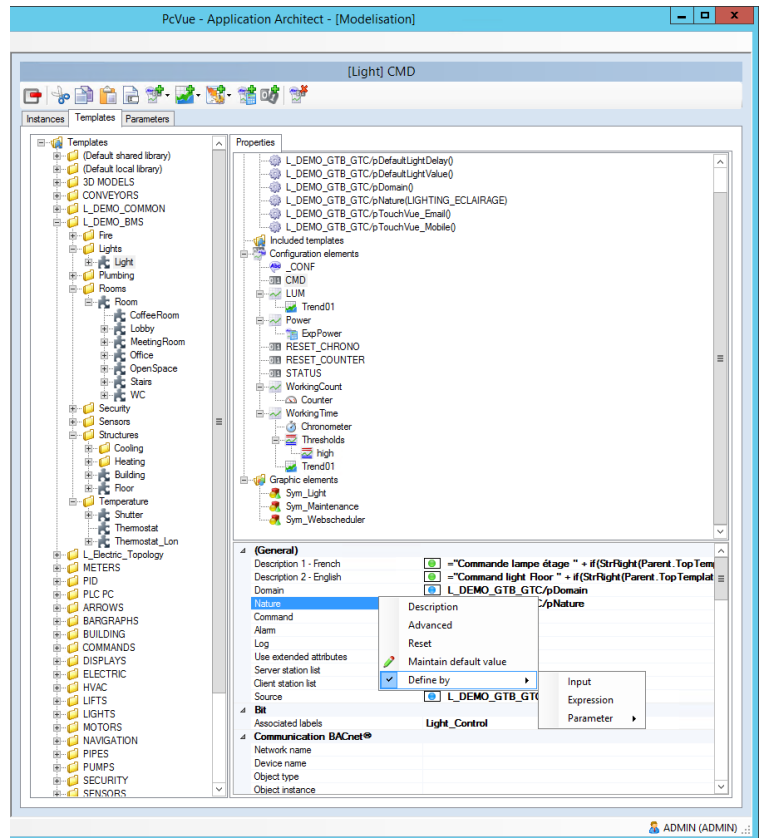 PcVue - Application Architect - [Modelisation]
[Light] CMD
Instances Templates Parameters
Templates
(Default shared library)
(Default local library)
3D MODELS
CONVEYORS
L_DEMO_COMMON
L_DEMO_BMS
Fire
Lights
Light
Plumbing
Rooms
Room
CoffeeRoom
Lobby
MeetingRoom
Office
OpenSpace
Stairs
WC
Security
Sensors
Structures
Cooling
Heating
Building
Floor
Temperature
Shutter
Thermostat
Thermostat_Lon
L_Electric_Topology
METERS
PID
PLC PC
ARROWS
BARGRAPHS
BUILDING
COMMANDS
DISPLAYS
ELECTRIC
HVAC
LIFTS
LIGHTS
MOTORS
NAVIGATION
PIPES
PUMPS
SECURITY
SENSORS
Properties
L_DEMO_GTB_GTC/pDefaultLightDelay()
L_DEMO_GTB_GTC/pDefaultLightValue()
L_DEMO_GTB_GTC/pDomain()
L_DEMO_GTB_GTC/pNature(LIGHTING_ECLAIRAGE)
L_DEMO_GTB_GTC/pTouchVue_Email()
L_DEMO_GTB_GTC/pTouchVue_Mobile()
Included templates
Configuration elements
_CONF
CMD
LUM
Trend01
Power
ExpPower
RESET_CHRONO
RESET_COUNTER
STATUS
WorkingCount
Counter
WorkingTime
Chronometer
Thresholds
high
Trend01
Graphic elements
Sym_Light
Sym_Maintenance
Sym_Webscheduler
(General)
Description 1 - French ="Commande lampe étage " + if(StrRight(Parent.TopTem
Description 2 - English ="Command light Floor " + if(StrRight(Parent.TopTemplat
Domain L_DEMO_GTB_GTC/pDomain
Nature C/pNature
Command
Alarm
Log
Use extended attributes
Server station list
Client station list
Source L_DEMO_GTB_GT
Bit
Associated labels Light_Control
Communication BACnet®
Network name
Device name
Object type
Object instance
Description
Advanced
Reset
Maintain default value
Define by
Input
Expression
Parameter
ADMIN (ADMIN)